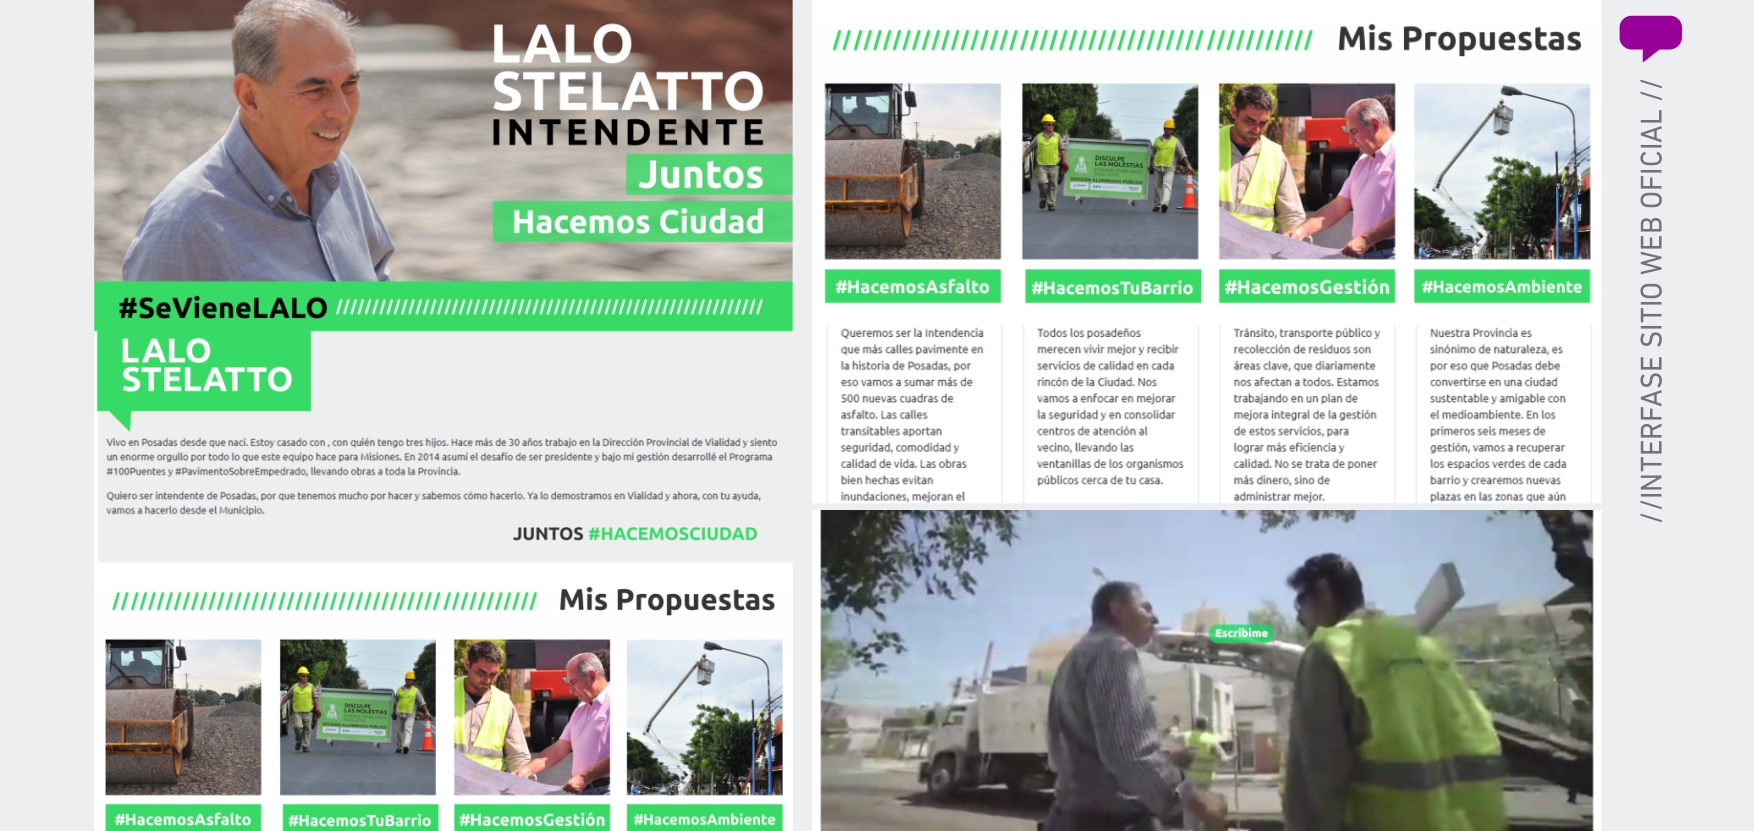 LALO
STELATTO
INTENDENTE
Juntos
Hacemos Ciudad
#SeVieneLALO ////////////////////////////////////////////////////////////
LALO
STELATTO
Vivo en Posadas desde que nací. Estoy casado con , con quién tengo tres hijos. Hace más de 30 años trabajo en la Dirección Provincial de Vialidad y siento
un enorme orgullo por todo lo que este equipo hace para Misiones. En 2014 asumí el desafío de ser presidente y bajo mi gestión desarrollé el Programa
#100Puentes y #PavimentoSobreEmpedrado, llevando obras a toda la Provincia.
Quiero ser intendente de Posadas, por que tenemos mucho por hacer y sabemos cómo hacerlo. Ya lo demostramos en Vialidad y ahora, con tu ayuda,
vamos a hacerlo desde el Municipio.
JUNTOS #HACEMOSCIUDAD
Mis Propuestas
DISCULPE
LAS MOLESTIAS
#HacemosAsfalto
#HacemosTuBarrio
#HacemosGestión
#HacemosAmbiente
Mis Propuestas
DISCULPE
LAS MOLESTIAS
#HacemosAsfalto
#HacemosTuBarrio
#HacemosGestión
#HacemosAmbiente
Queremos ser la Intendencia
que más calles pavimente en
la historia de Posadas, por
eso vamos a sumar más de
500 nuevas cuadras de
asfalto. Las calles
transitables aportan
seguridad, comodidad y
calidad de vida. Las obras
bien hechas evitan
inundaciones, mejoran el
Todos los posadeños
merecen vivir mejor y recibir
servicios de calidad en cada
rincón de la Ciudad. Nos
vamos a enfocar en mejorar
la seguridad y en consolidar
centros de atención al
vecino, llevando las
ventanillas de los organismos
públicos cerca de tu casa.
Tránsito, transporte público y
recolección de residuos son
áreas clave, que diariamente
nos afectan a todos. Estamos
trabajando en un plan de
mejora integral de la gestión
de estos servicios, para
lograr más eficiencia y
calidad. No se trata de poner
más dinero, sino de
administrar mejor.
Nuestra Provincia es
sinónimo de naturaleza, es
por eso que Posadas debe
convertirse en una ciudad
sustentable y amigable con
el medioambiente. En los
primeros seis meses de
gestión, vamos a recuperar
los espacios verdes de cada
barrio y crearemos nuevas
plazas en las zonas que aún
Escribime
//INTERFASE SITIO WEB OFICIAL //